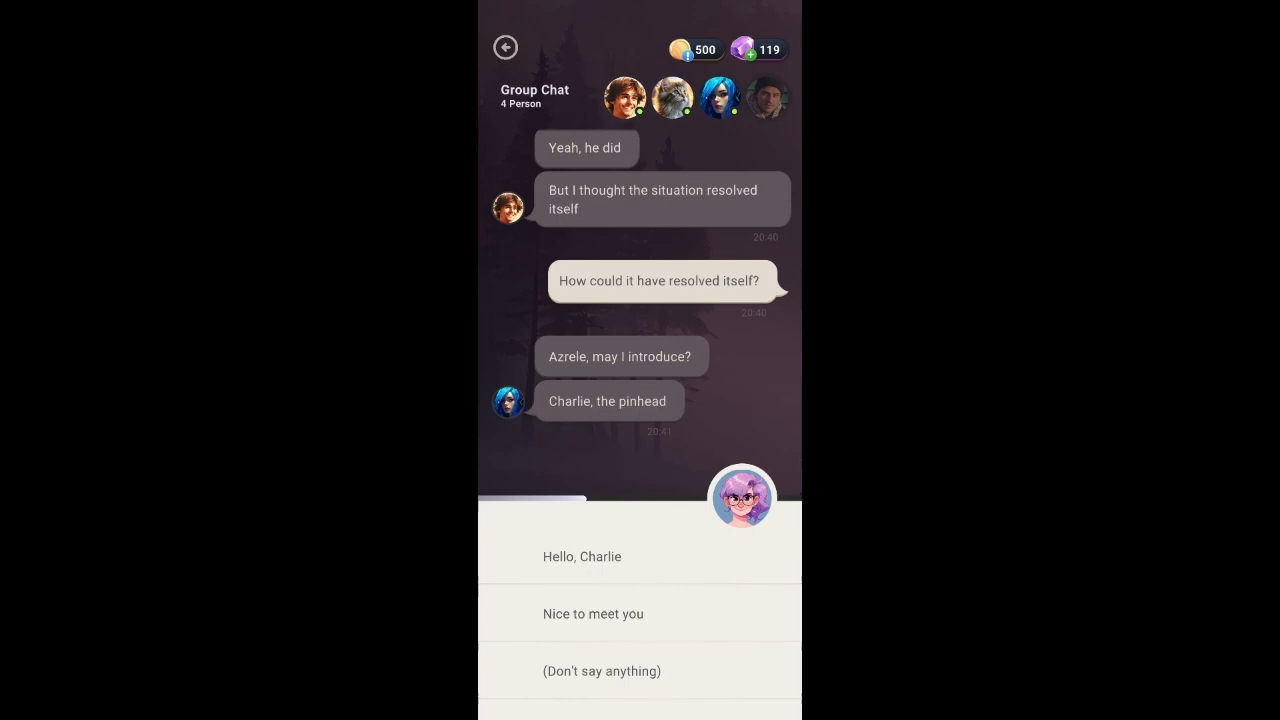 500
119
Group Chat
4 Person
Yeah, he did
But I thought the situation resolved
itself
20:40
How could it have resolved itself?
20:40
Azrele, may I introduce?
Charlie, the pinhead
20:41
Hello, Charlie
Nice to meet you
(Don't say anything)